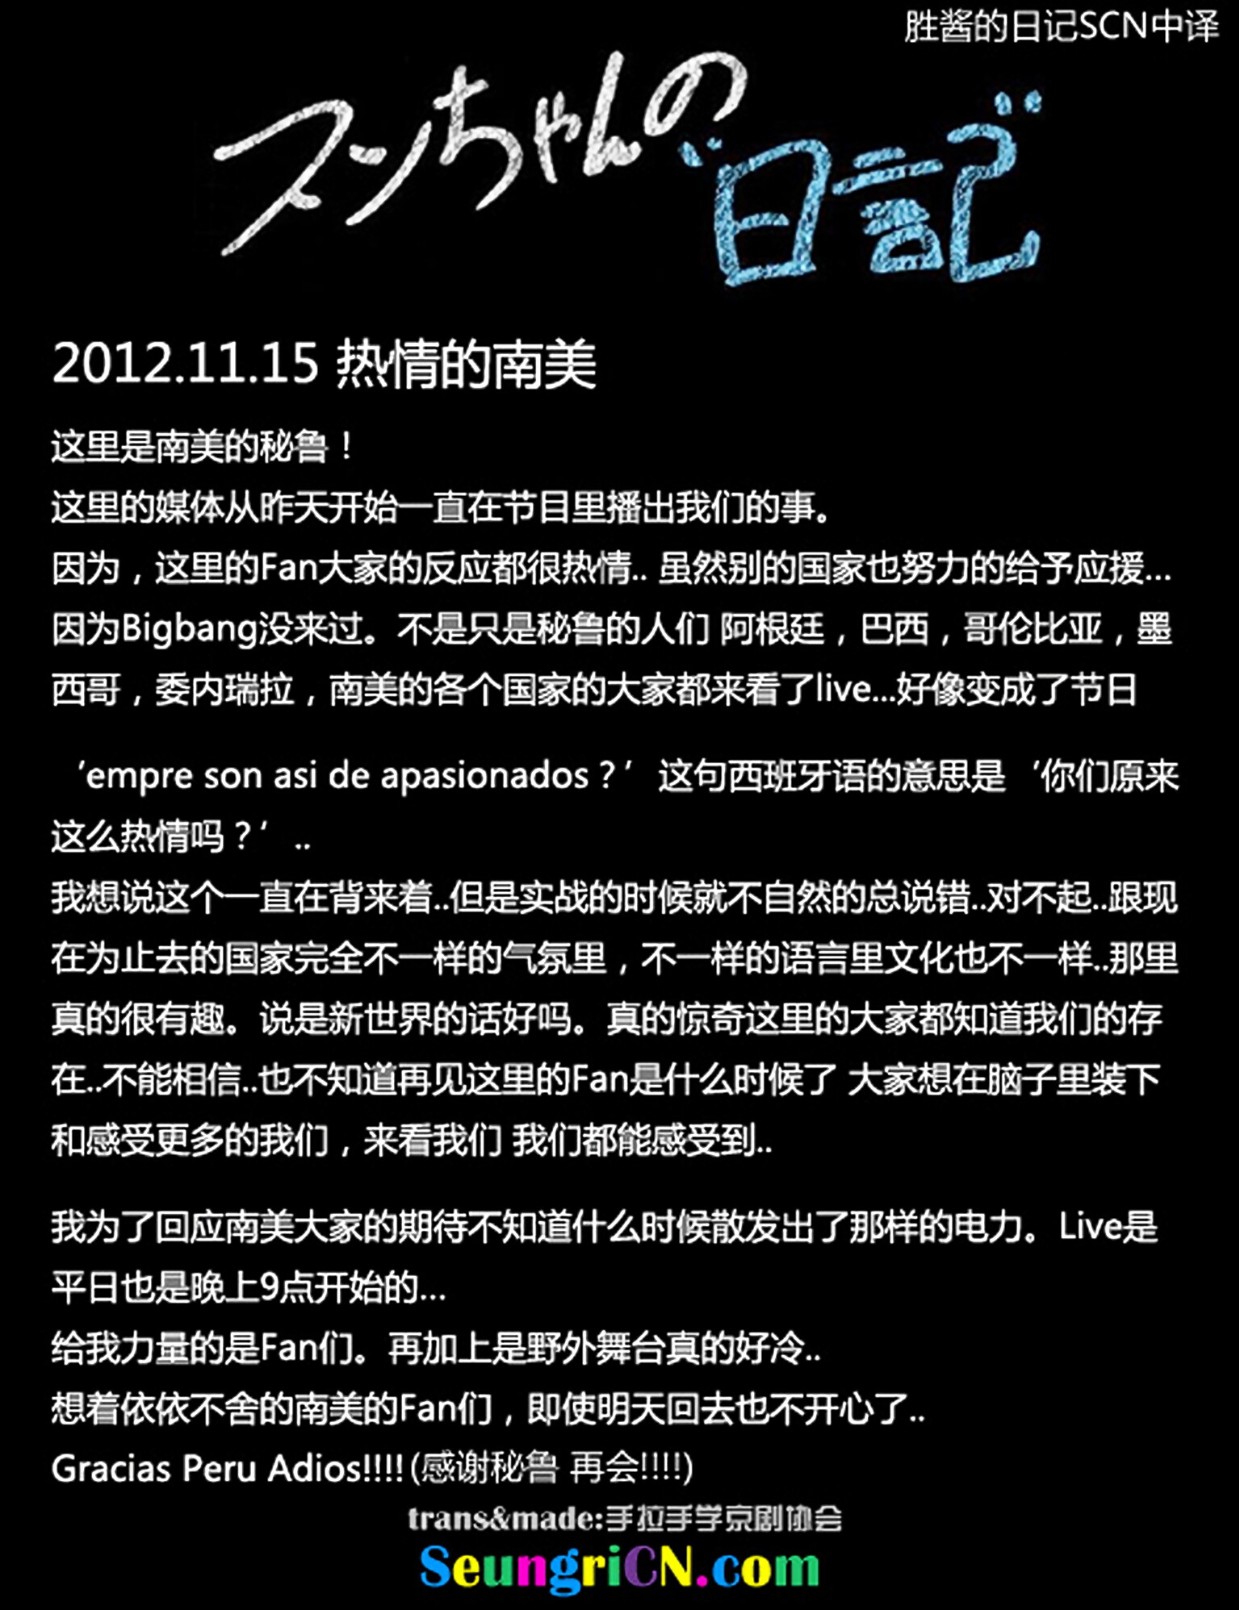 胜酱的日记SCN中译
スンちゃんの
日記
2012.11.15 热情的南美
这里是南美的秘鲁！
这里的媒体从昨天开始一直在节目里播出我们的事。
因为，这里的Fan大家的反应都很热情.. 虽然别的国家也努力的给予应援...
因为Bigbang没来过。不是只是秘鲁的人们 阿根廷，巴西，哥伦比亚，墨
西哥，委内瑞拉，南美的各个国家的大家都来看了live...好像变成了节日
‘empre son asi de apasionados？’这句西班牙语的意思是‘你们原来
这么热情吗？’..
我想说这个一直在背来着..但是实战的时候就不自然的总说错..对不起..跟现
在为止去的国家完全不一样的气氛里，不一样的语言里文化也不一样..那里
真的很有趣。说是新世界的话好吗。真的惊奇这里的大家都知道我们的存
在..不能相信..也不知道再见这里的Fan是什么时候了 大家想在脑子里装下
和感受更多的我们，来看我们 我们都能感受到..
我为了回应南美大家的期待不知道什么时候散发出了那样的电力。Live是
平日也是晚上9点开始的...
给我力量的是Fan们。再加上是野外舞台真的好冷..
想着依依不舍的南美的Fan们，即使明天回去也不开心了..
Gracias Peru Adios!!!!(感谢秘鲁 再会!!!!)
trans&made:手拉手学京剧协会
SeungriCN.com